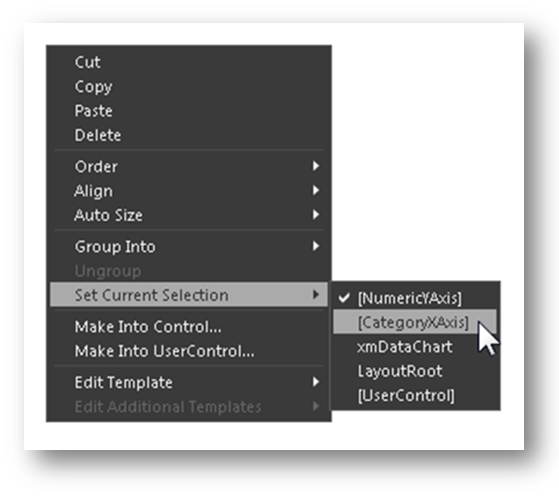 Cut
Copy
Paste
Delete
Order
Align
Auto Size
Group Into
Ungroup
Set Current Selection
Make Into Control...
Make Into UserControl...
Edit Template
Edit Additional Templates
[NumericYAxis]
[CategoryXAxis]
xmDataChart
LayoutRoot
[UserControl]